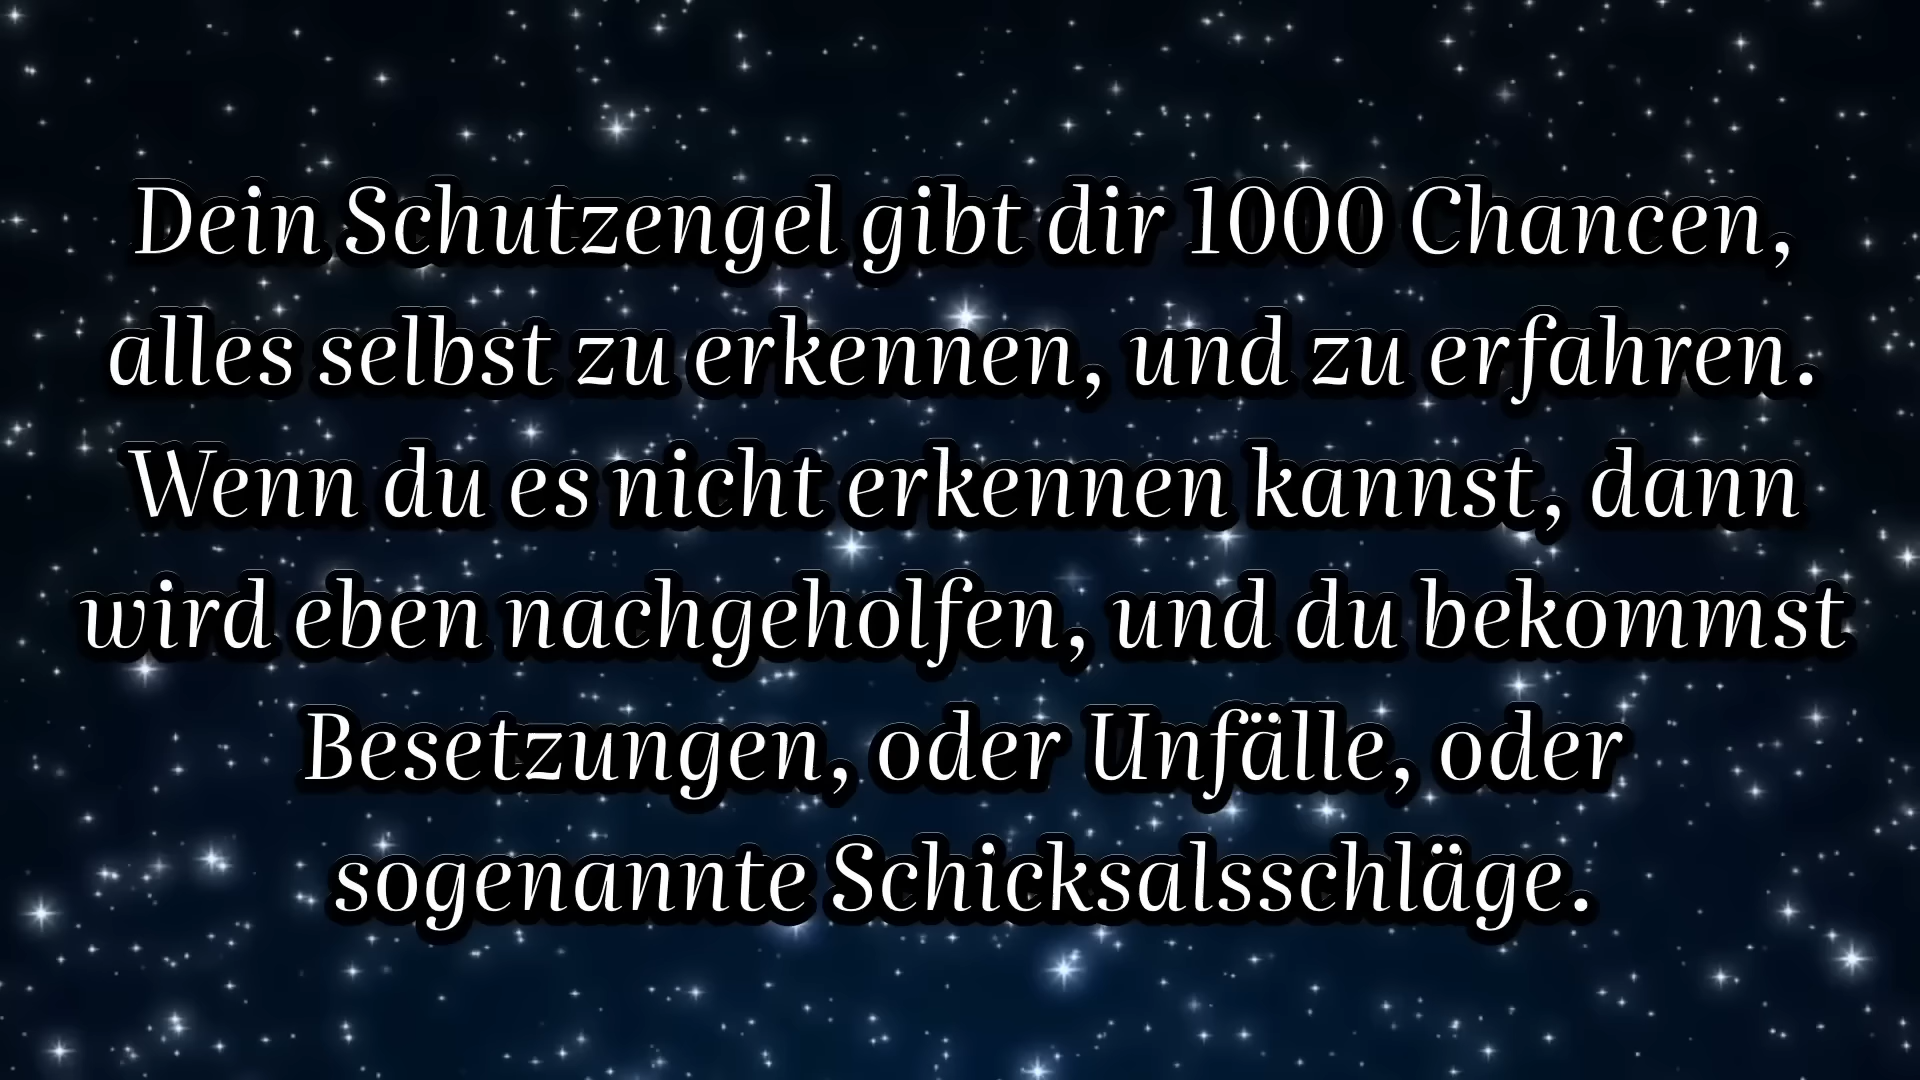 Dein Schutzengel gibt dir 1000 Chancen,
alles selbst zu erkennen, und zu erfahren.
Wenn du es nicht erkennen kannst, dann
wird eben nachgeholfen, und du bekommst
Besetzungen, oder Unfälle, oder
sogenannte Schicksalsschläge.